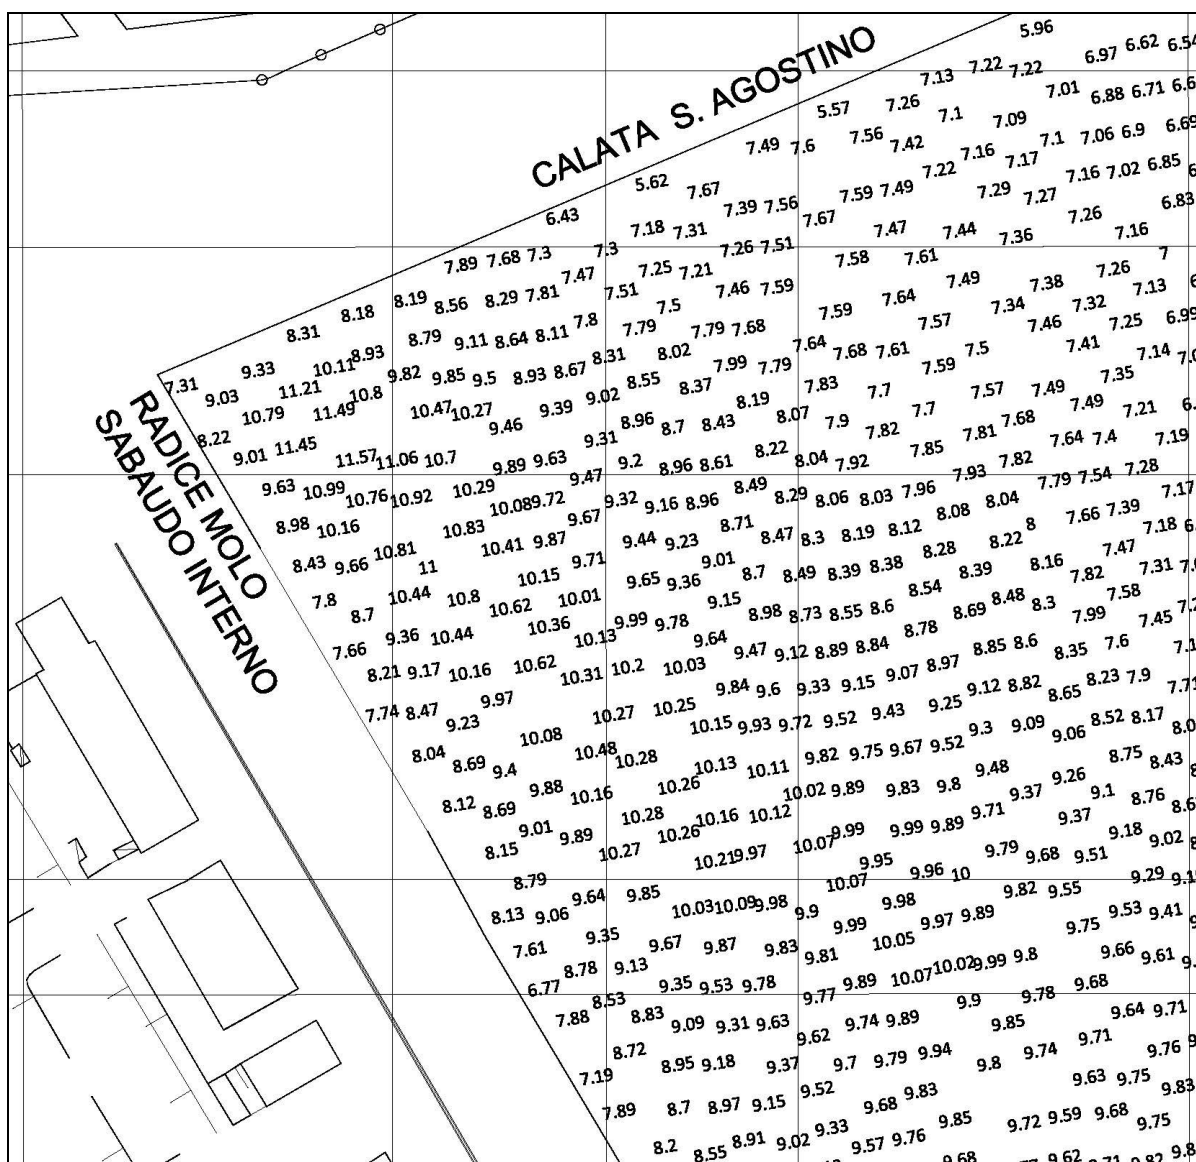 CALATA S. AGOSTINO
5.96
6.97 6.62 6.54
7.13 7.22 7.22
5.57 7.26 7.01 6.88 6.71
7.49 7.6 7.56 7.42 7.1 7.09 7.1 7.06 6.9 6.69
5.62 7.67 7.59 7.49 7.22 7.16 7.17 7.16 7.02 6.85
6.43 7.18 7.31 7.39 7.56 7.67 7.47 7.44 7.29 7.27 7.26 6.83
7.89 7.68 7.3 7.3 7.26 7.51 7.58 7.61 7.36 7.16
8.31 8.18 8.19 8.56 8.29 7.81 7.47 7.51 7.25 7.21 7.46 7.59 7.59 7.64 7.49 7.38 7.26 7
7.31 9.33 10.11 8.93 8.79 9.11 8.64 8.11 7.8 7.79 7.5 7.79 7.68 7.64 7.68 7.61 7.57 7.34 7.46 7.32 7.13
9.03 11.21 10.8 9.82 9.85 9.5 8.93 8.67 8.31 8.02 7.99 7.79 7.83 7.7 7.59 7.5 7.41 7.25 6.99
8.22 10.79 11.49 10.47 10.27 9.46 9.39 9.02 8.55 8.37 8.19 8.07 7.9 7.82 7.7 7.57 7.49 7.35 7.14
RADICE MOLO
SABAUDO INTERNO
9.01 11.45 11.57 11.06 10.7 9.89 9.63 9.31 8.96 8.7 8.43 8.22 8.04 7.92 7.85 7.81 7.68 7.49 7.21
9.63 10.99 10.76 10.92 10.29 10.08 9.72 9.47 9.2 8.96 8.61 8.49 8.29 8.06 8.03 7.96 7.93 7.82 7.64 7.4 7.19
8.98 10.16 10.81 10.83 10.41 9.87 9.67 9.32 9.16 8.96 8.71 8.47 8.3 8.19 8.12 8.08 8.04 7.79 7.54 7.28
8.43 9.66 11 10.15 9.71 9.44 9.23 9.01 8.7 8.49 8.39 8.38 8.28 8.22 8 7.66 7.39 7.17
7.8 8.7 10.44 10.8 10.62 10.01 9.65 9.36 9.15 8.98 8.73 8.55 8.6 8.54 8.39 8.16 7.82 7.47 7.18
7.66 9.36 10.44 10.36 10.13 9.99 9.78 9.64 9.47 9.12 8.89 8.84 8.78 8.69 8.48 8.3 7.99 7.58 7.31
8.21 9.17 10.16 10.62 10.31 10.2 10.03 9.84 9.6 9.33 9.15 9.07 8.97 8.85 8.6 8.35 7.6 7.45
7.74 8.47 9.23 9.97 10.27 10.25 10.15 9.93 9.72 9.52 9.43 9.25 9.12 8.82 8.65 8.23 7.9
8.04 8.69 9.4 10.08 10.48 10.28 10.13 10.11 9.82 9.75 9.67 9.52 9.3 9.09 9.06 8.52 8.17 7.71
8.12 8.69 9.88 10.16 10.26 10.02 9.89 9.83 9.8 9.48 9.37 9.26 8.75 8.43
8.15 9.01 9.89 10.27 10.28 10.26 10.16 10.12 10.07 9.99 9.99 9.89 9.71 9.37 9.1 8.76
8.79 10.21 9.97 9.95 9.96 10 9.79 9.68 9.51 9.18 9.02
8.13 9.06 9.64 9.85 10.03 10.09 9.98 9.9 10.07 9.98 9.82 9.55 9.29
7.61 9.35 9.67 9.87 9.83 9.81 9.99 10.05 9.97 9.89 9.75 9.53 9.41
6.77 8.78 9.13 9.35 9.53 9.78 9.77 9.89 10.07 10.02 9.99 9.8 9.66 9.61
7.88 8.53 8.83 9.09 9.31 9.63 9.62 9.74 9.89 9.9 9.78 9.68
7.19 8.72 8.95 9.18 9.37 9.7 9.79 9.94 9.85 9.8 9.74 9.71 9.64 9.71
7.89 8.7 8.97 9.15 9.52 9.68 9.83 9.63 9.75 9.76
8.2 8.55 8.91 9.02 9.33 9.57 9.76 9.85 9.72 9.59 9.68 9.75 9.83
9.68 9.62